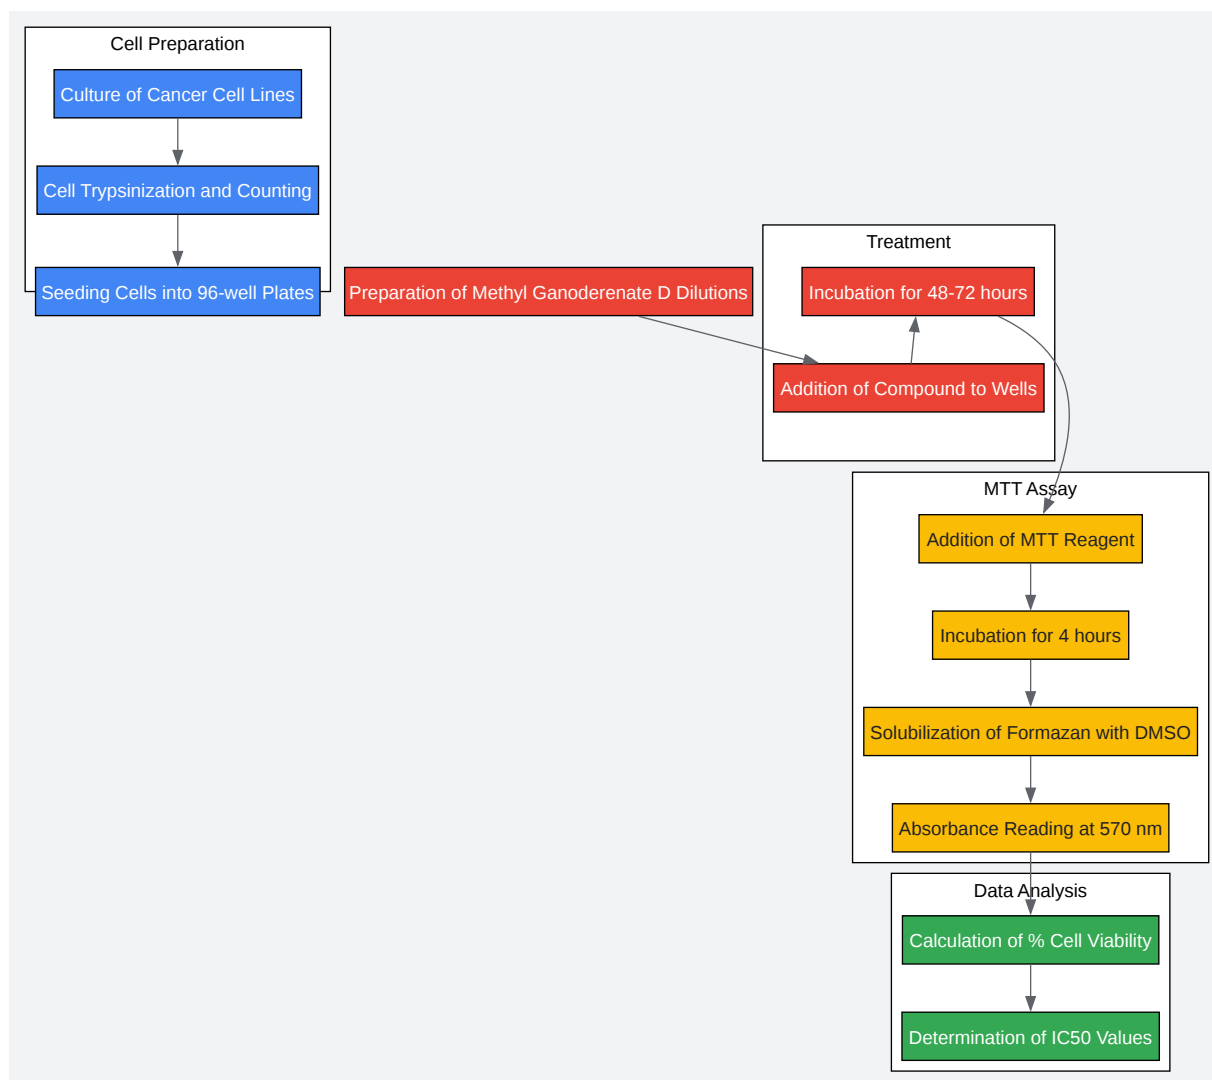 Cell Preparation
Culture of Cancer Cell Lines
Cell Trypsinization and Counting
Seeding Cells into 96-well Plates
Preparation of Methyl Ganoderenate D Dilutions
Treatment
Incubation for 48-72 hours
Addition of Compound to Wells
MTT Assay
Addition of MTT Reagent
Incubation for 4 hours
Solubilization of Formazan with DMSO
Absorbance Reading at 570 nm
Data Analysis
Calculation of % Cell Viability
Determination of IC50 Values